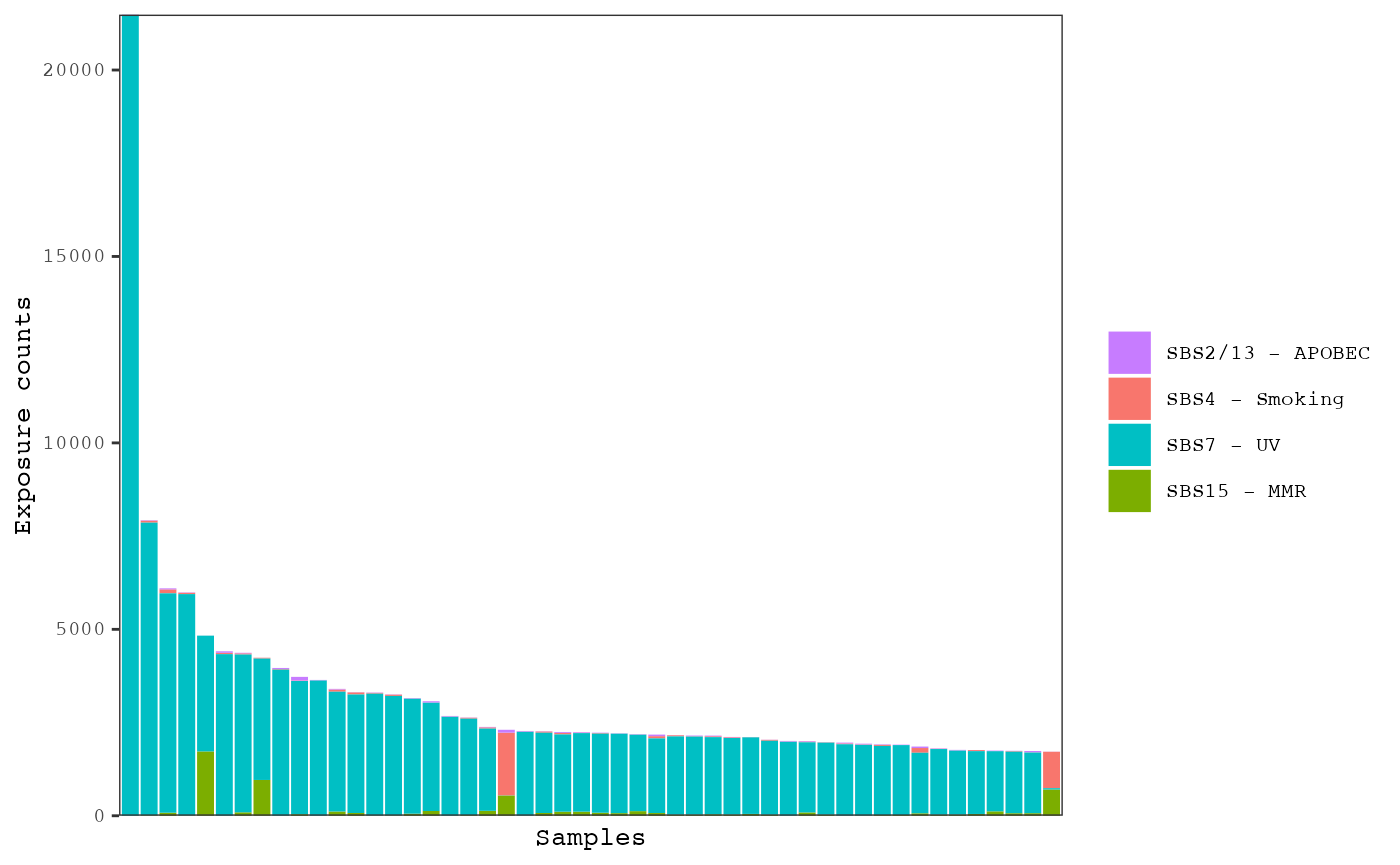 20000
15000
10000
5000
0
Exposure counts
Samples
SBS2/13 – APOBEC
SBS4 – Smoking
SBS7 – UV
SBS15 – MMR